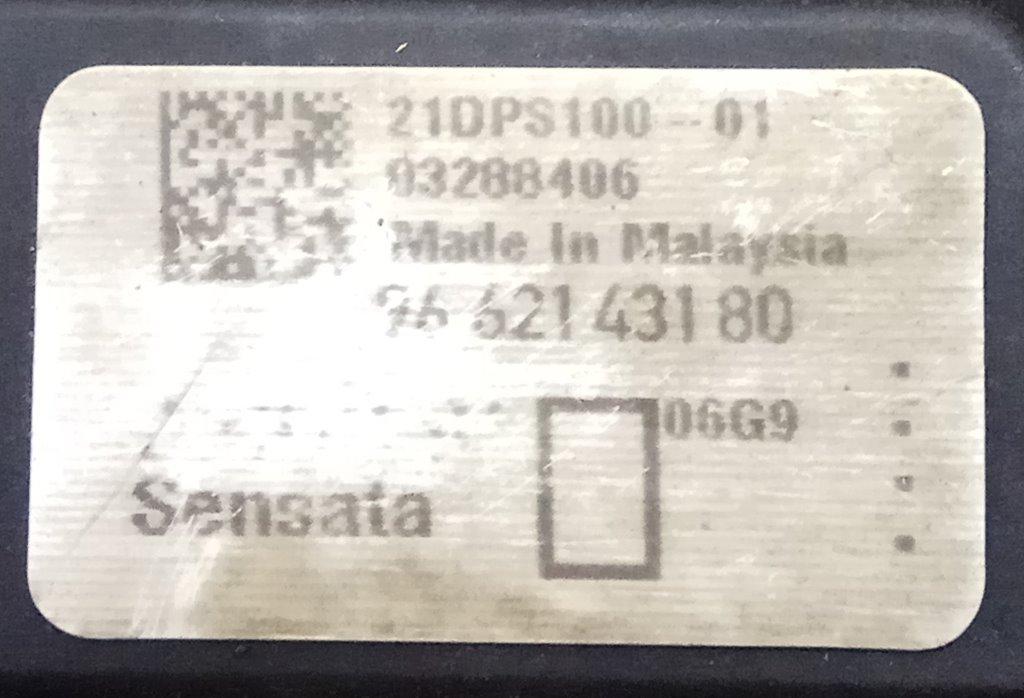 21DPS100-01
03288406
Made In Malaysia
96 621 431 80
06G9
Sensata